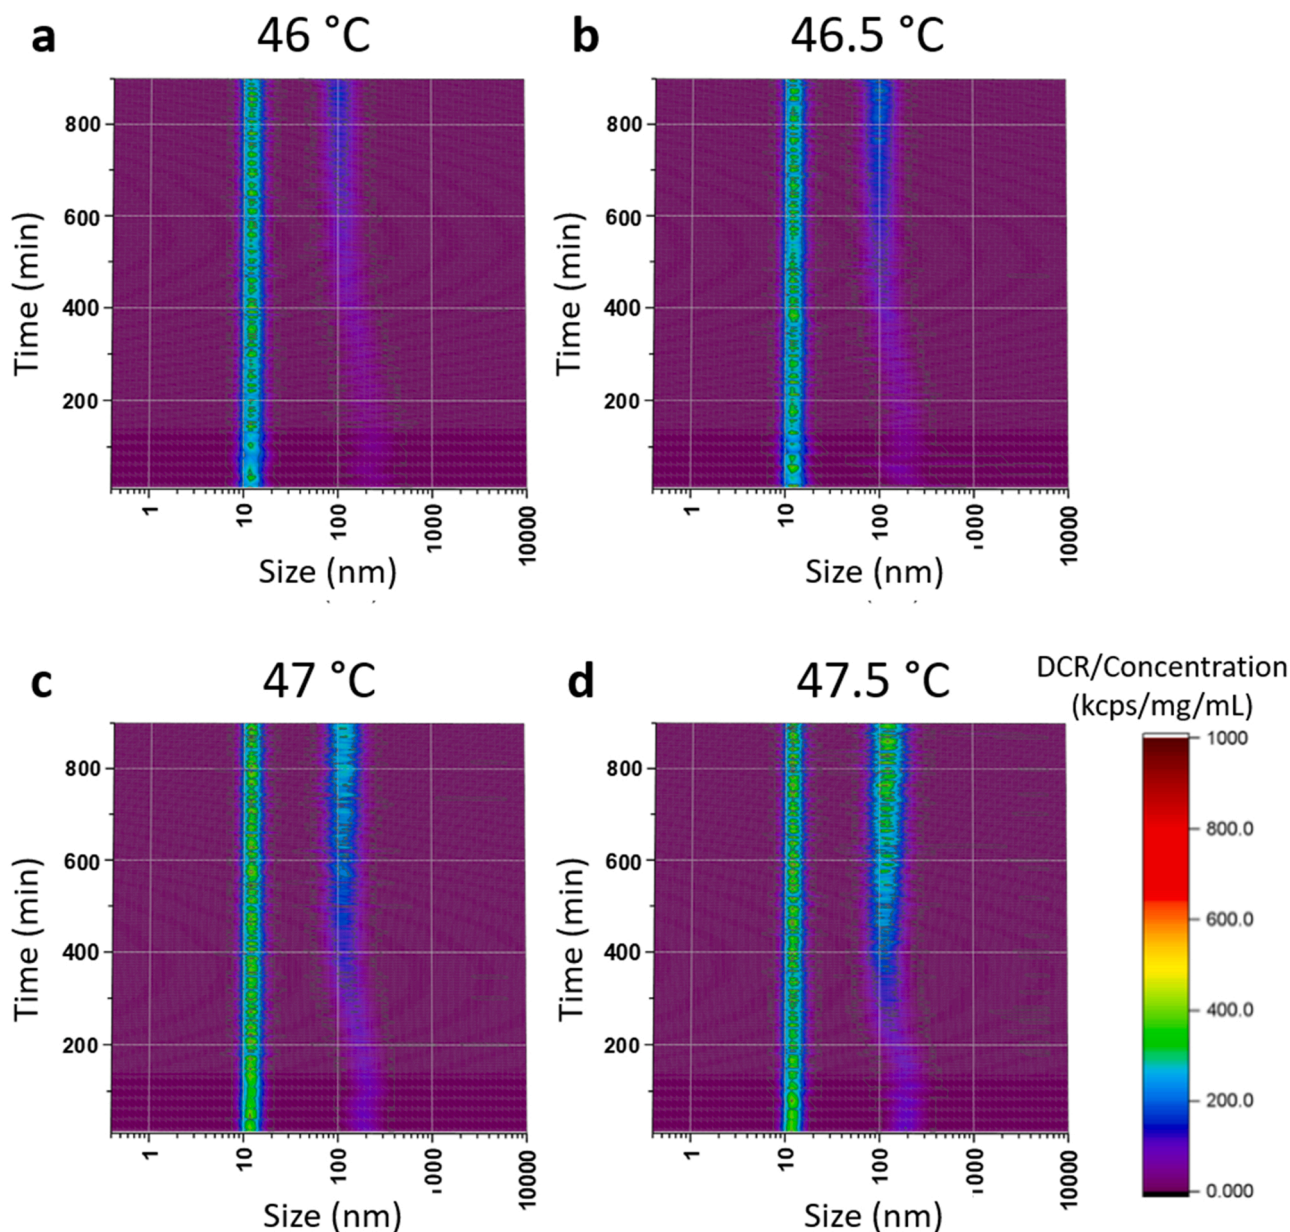 a
46 °C
b
46.5 °C
800
600
400
200
Time (min)
1
10
100
1000
10000
Size (nm)
800
600
400
200
Time (min)
1
10
100
-000
10000
Size (nm)
c
47 °C
d
47.5 °C
DCR/Concentration
(kcps/mg/mL)
800
600
400
200
Time (min)
1
10
100
-000
10000
Size (nm)
800
600
400
200
Time (min)
1
10
100
-000
10000
Size (nm)
1000
800.0
600.0
400.0
200.0
0.000